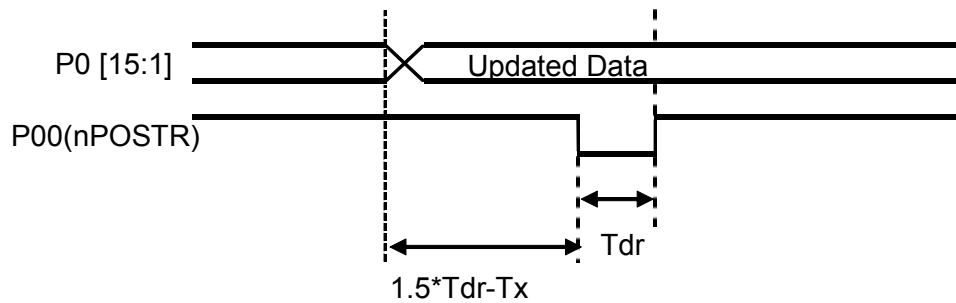 P0 [15:1]
Updated Data
P00(nPOSTR)
Tdr
1.5*Tdr-Tx